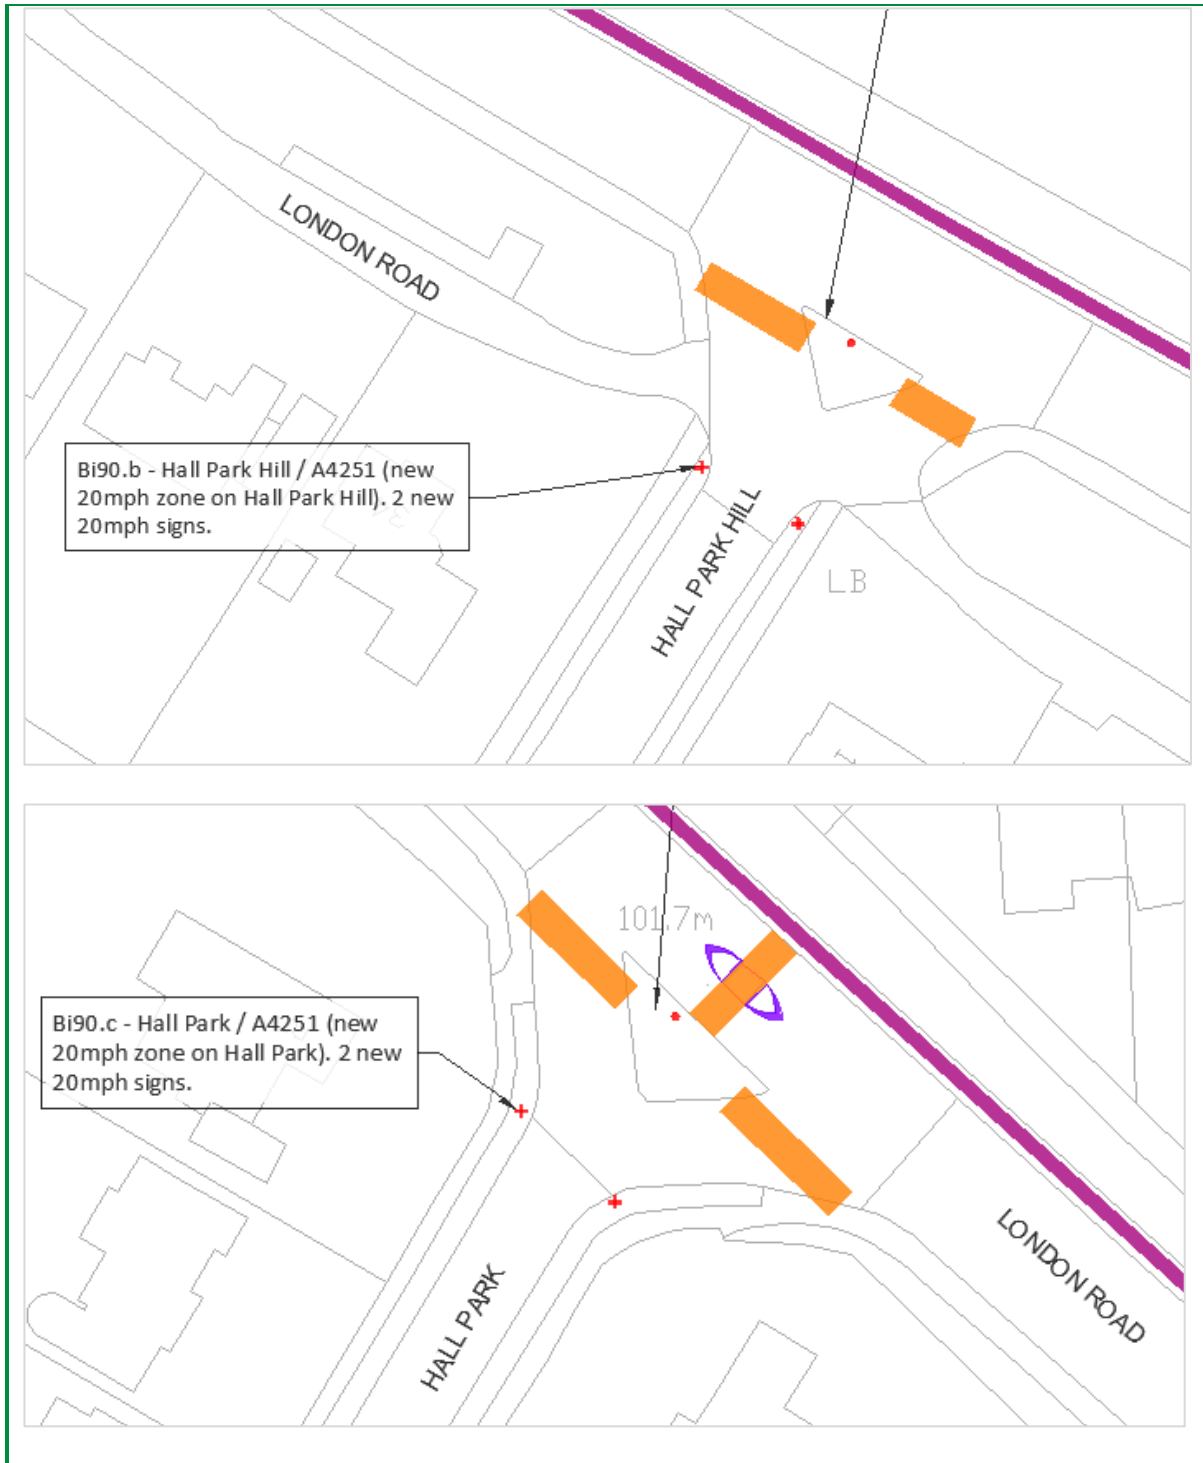 LONDON ROAD
Bi90.b - Hall Park Hill / A4251 (new
20mph zone on Hall Park Hill). 2 new
20mph signs.
HALL PARK HILL
LB
101.7m
Bi90.c - Hall Park / A4251 (new
20mph zone on Hall Park). 2 new
20mph signs.
LONDON ROAD
HALL PARK